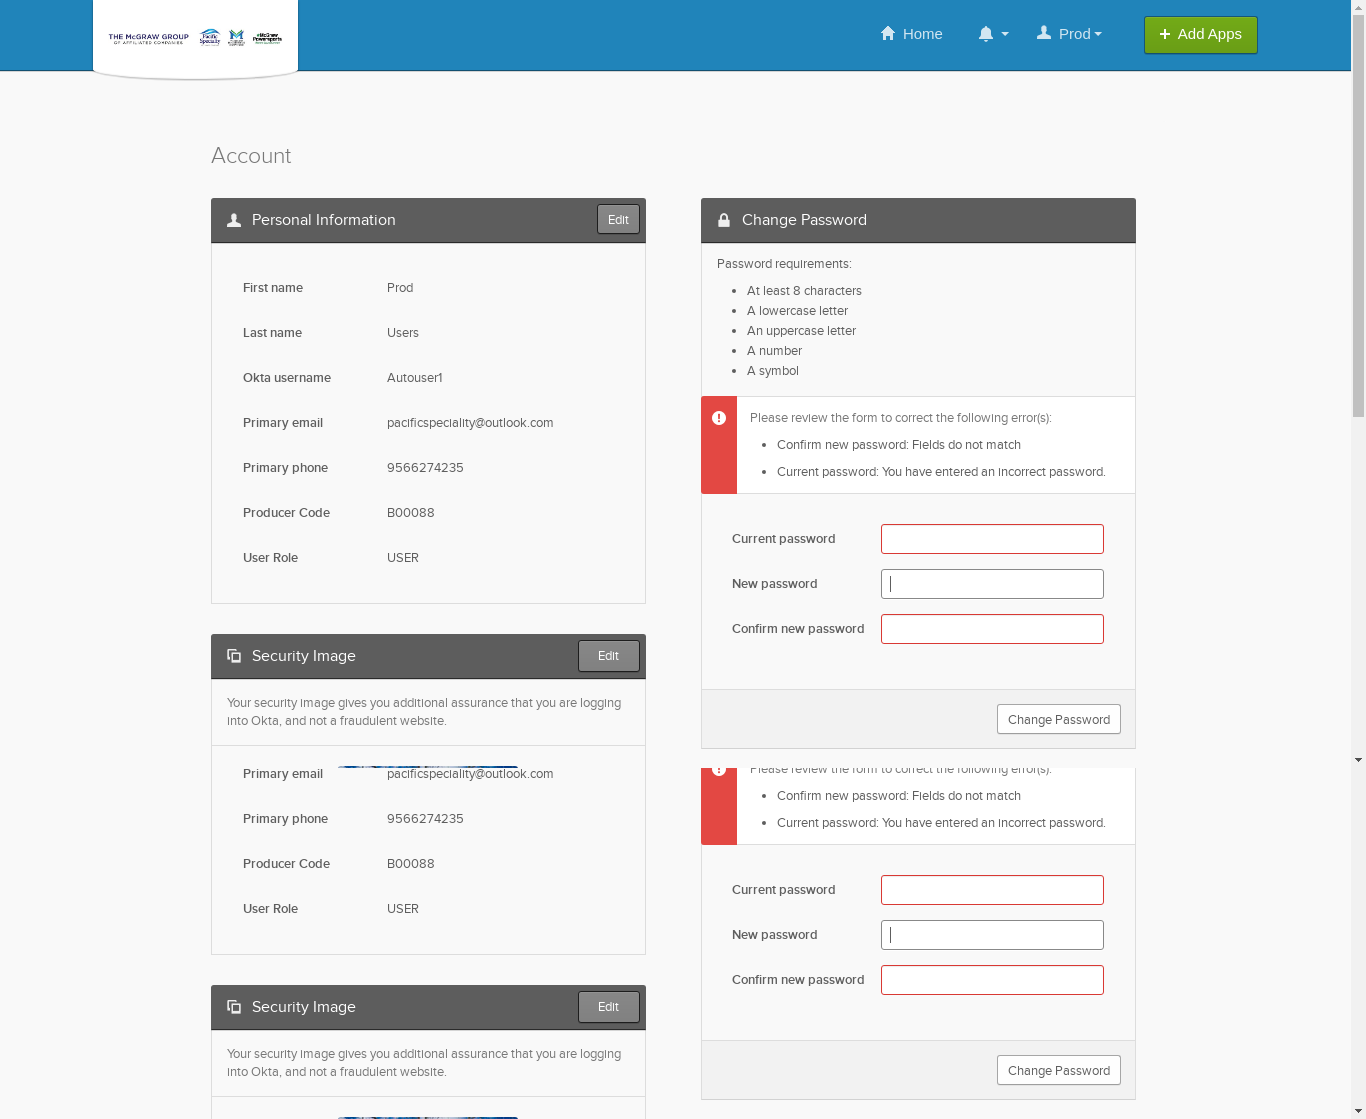 THE McGRAW GROUP
OF AFFILIATED COMPANIES
Pacific
Specialty
McGraw
Powersports
Home
Prod
Add Apps
Account
Personal Information
Edit
First name Prod
Last name Users
Okta username Autouser1
Primary email pacificspeciality@outlook.com
Primary phone 9566274235
Producer Code B00088
User Role USER
Change Password
Password requirements:
At least 8 characters
A lowercase letter
An uppercase letter
A number
A symbol
Please review the form to correct the following error(s):
Confirm new password: Fields do not match
Current password: You have entered an incorrect password.
Current password
New password
Confirm new password
Change Password
Security Image
Edit
Your security image gives you additional assurance that you are logging
into Okta, and not a fraudulent website.
Primary email pacificspeciality@outlook.com
Primary phone 9566274235
Producer Code B00088
User Role USER
Please review the form to correct the following error(s):
Confirm new password: Fields do not match
Current password: You have entered an incorrect password.
Current password
New password
Confirm new password
Change Password
Security Image
Edit
Your security image gives you additional assurance that you are logging
into Okta, and not a fraudulent website.